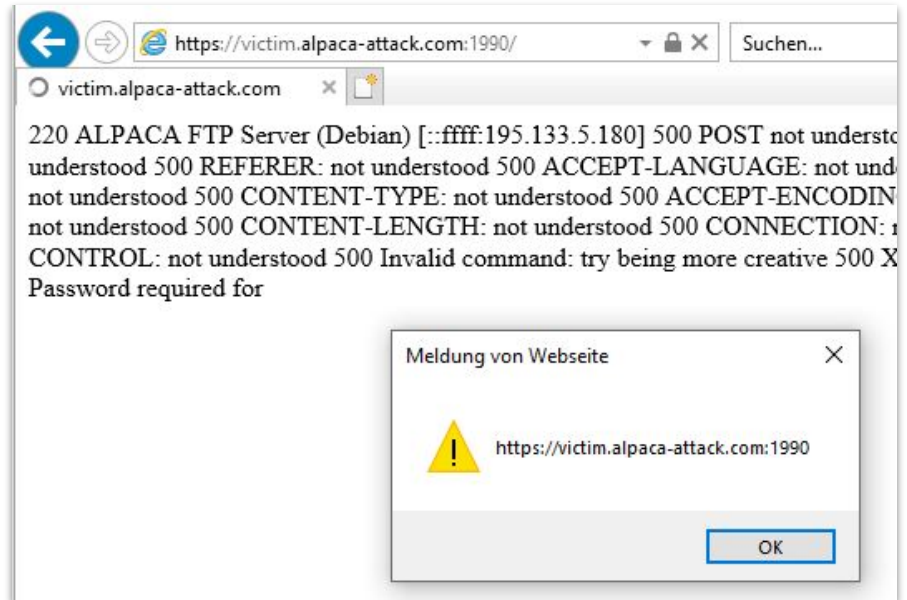 https://victim.alpaca-attack.com:1990/ Suchen...
victim.alpaca-attack.com
220 ALPACA FTP Server (Debian) [::ffff:195.133.5.180] 500 POST not understo
understood 500 REFERER: not understood 500 ACCEPT-LANGUAGE: not und
not understood 500 CONTENT-TYPE: not understood 500 ACCEPT-ENCODIN
not understood 500 CONTENT-LENGTH: not understood 500 CONNECTION:
CONTROL: not understood 500 Invalid command: try being more creative 500 X
Password required for
Meldung von Webseite
https://victim.alpaca-attack.com:1990
OK